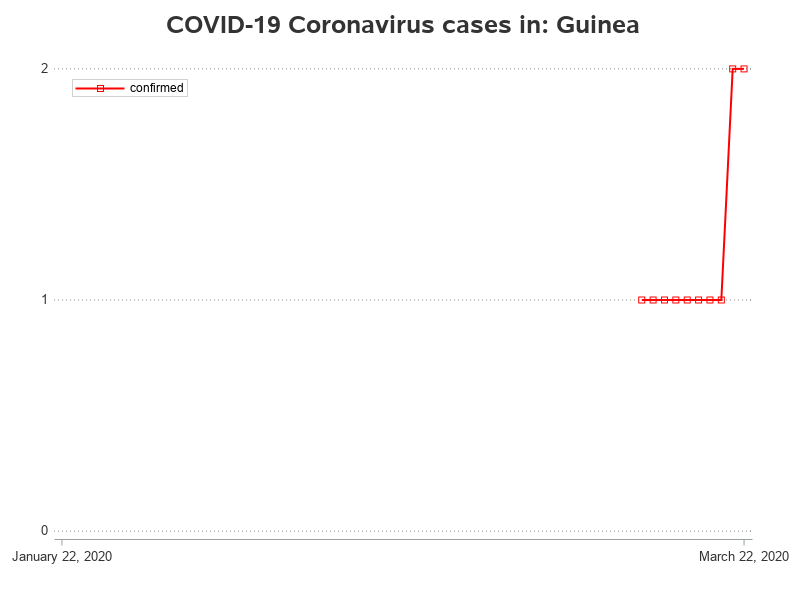 COVID-19 Coronavirus cases in: Guinea
2
confirmed
1
0
January 22, 2020
March 22, 2020